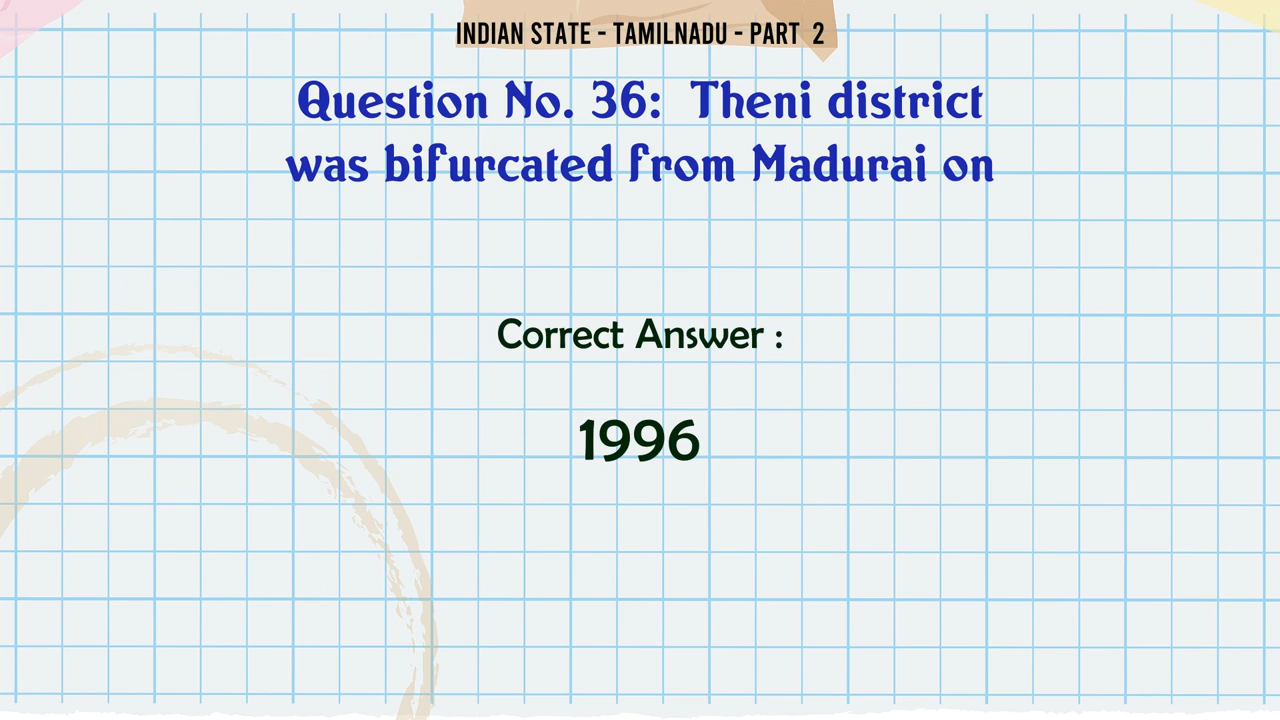 INDIAN STATE - TAMILNADU - PART 2
Question No. 36: Theni district
was bifurcated from Madurai on
Correct Answer :
1996